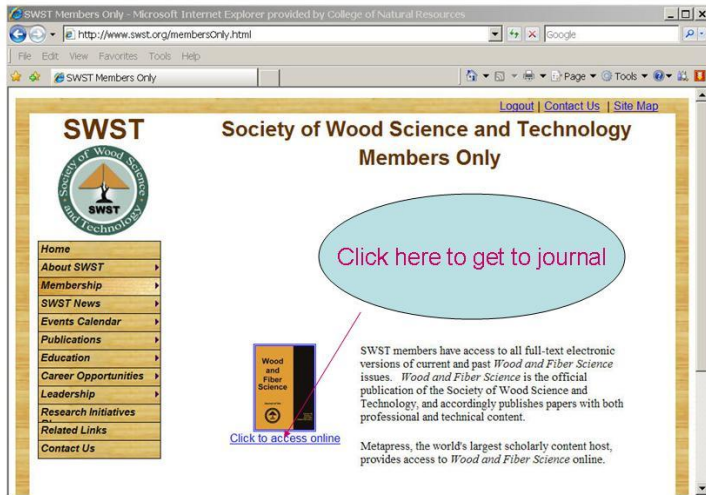 SWST Members Only - Microsoft Internet Explorer provided by College of Natural Resources
http://www.swst.org/membersOnly.html
Google
File Edit View Favorites Tools Help
SWST Members Only
Page Tools
Logout | Contact Us | Site Map
SWST
Society of Wood Science and Technology
Members Only
Society of Wood Science
and Technology
SWST
Click here to get to journal
Home
About SWST
Membership
SWST News
Events Calendar
Publications
Education
Career Opportunities
Leadership
Research Initiatives
Related Links
Contact Us
Wood
and
Fiber
Science
Click to access online
SWST members have access to all full-text electronic
versions of current and past Wood and Fiber Science
issues. Wood and Fiber Science is the official
publication of the Society of Wood Science and
Technology, and accordingly publishes papers with both
professional and technical content.
Metapress, the world's largest scholarly content host,
provides access to Wood and Fiber Science online.